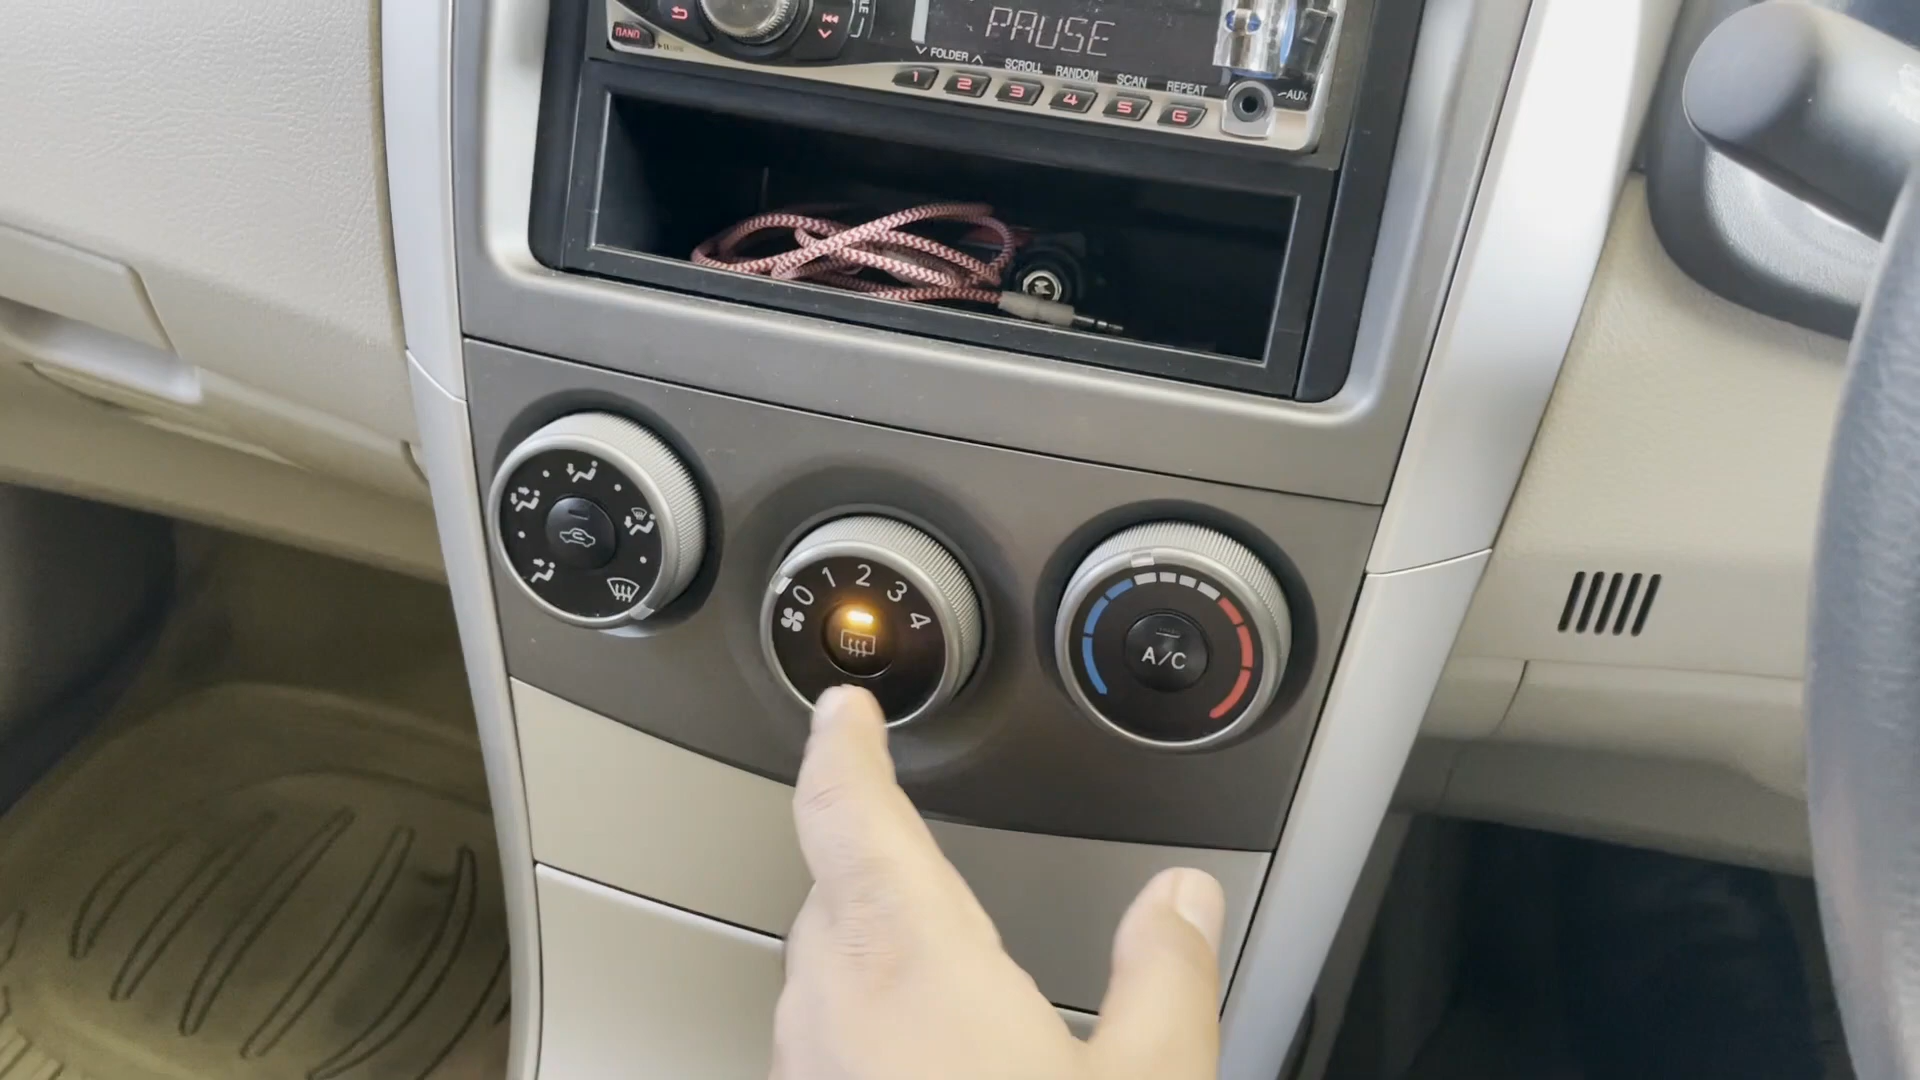 PAUSE
BAND
FOLDER
SCROLL
RANDOM
SCAN
REPEAT
AUX
1 2 3 4 5 6
0 1 2 3 4
A/C